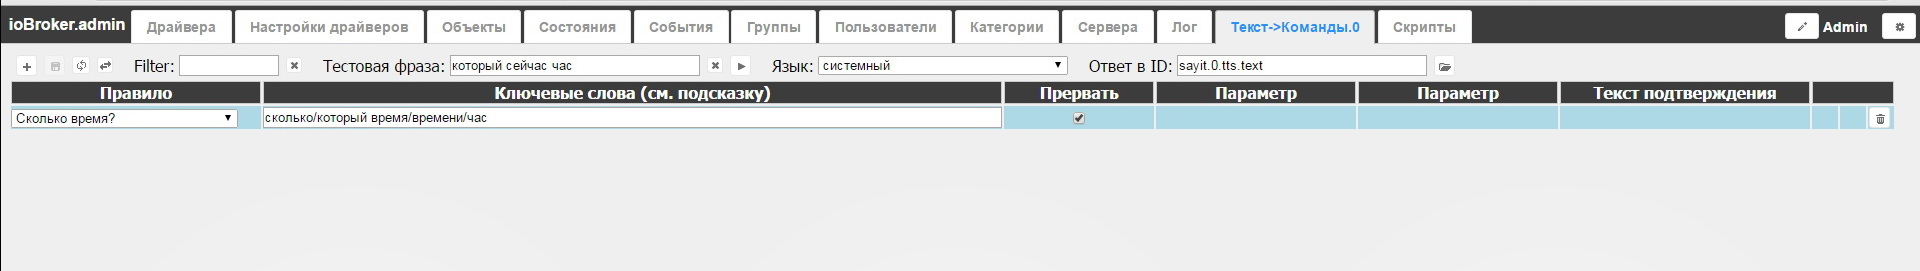 ioBroker.admin Драйвера Настройки драйверов Объекты Состояния События Группы Пользователи Категории Сервера Лог Текст->Команды.0 Скрипты Admin
Filter: Тестовая фраза: который сейчас час Язык: системный Ответ в ID: sayit.0.tts.text
Правило Ключевые слова (см. подсказку) Прервать Параметр Параметр Текст подтверждения
Сколько время? сколько/который время/времени/час